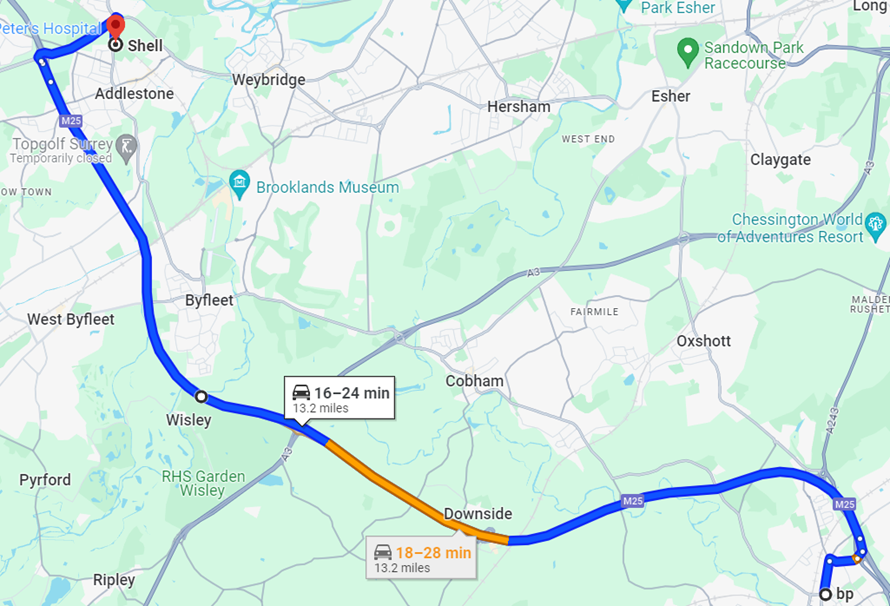 Park Esher
Long
Peters Hospital
Shell
Sandown Park
Racecourse
Weybridge
Addlestone
Hersham
Esher
M25
WEST END
Topgolf Surrey
Temporarily closed
Claygate
A3
OW TOWN
Brooklands Museum
Chessington World
of Adventures Resort
A3
Byfleet
MALDE
RUSHET
West Byfleet
FAIRMILE
Oxshott
16–24 min
13.2 miles
Cobham
A243
Wisley
A3
RHS Garden
Wisley
Pyrford
M25
M25
Downside
18–28 min
13.2 miles
Ripley
bp